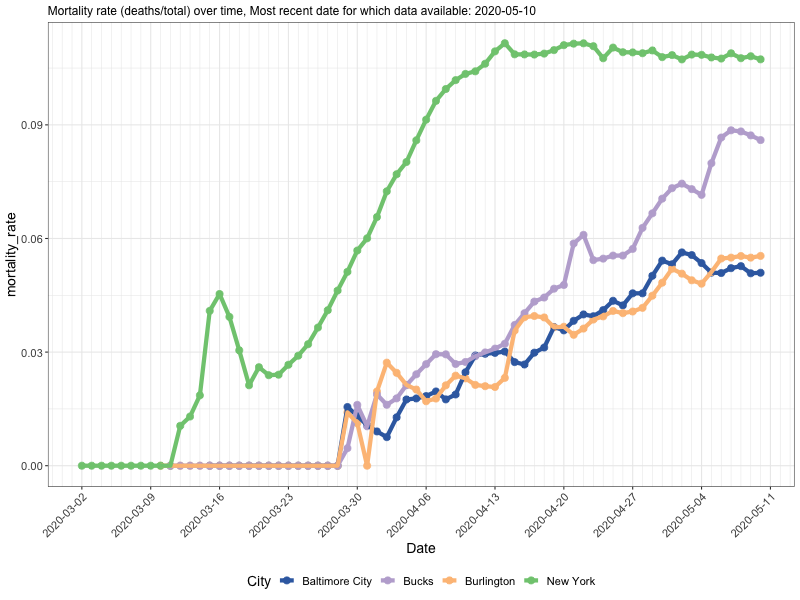 Mortality rate (deaths/total) over time, Most recent date for which data available: 2020-05-10
mortality_rate
0.09
0.06
0.03
0.00
2020-03-02 2020-03-09 2020-03-16 2020-03-23 2020-03-30 2020-04-06 2020-04-13 2020-04-20 2020-04-27 2020-05-04 2020-05-11
Date
City Baltimore City Bucks Burlington New York